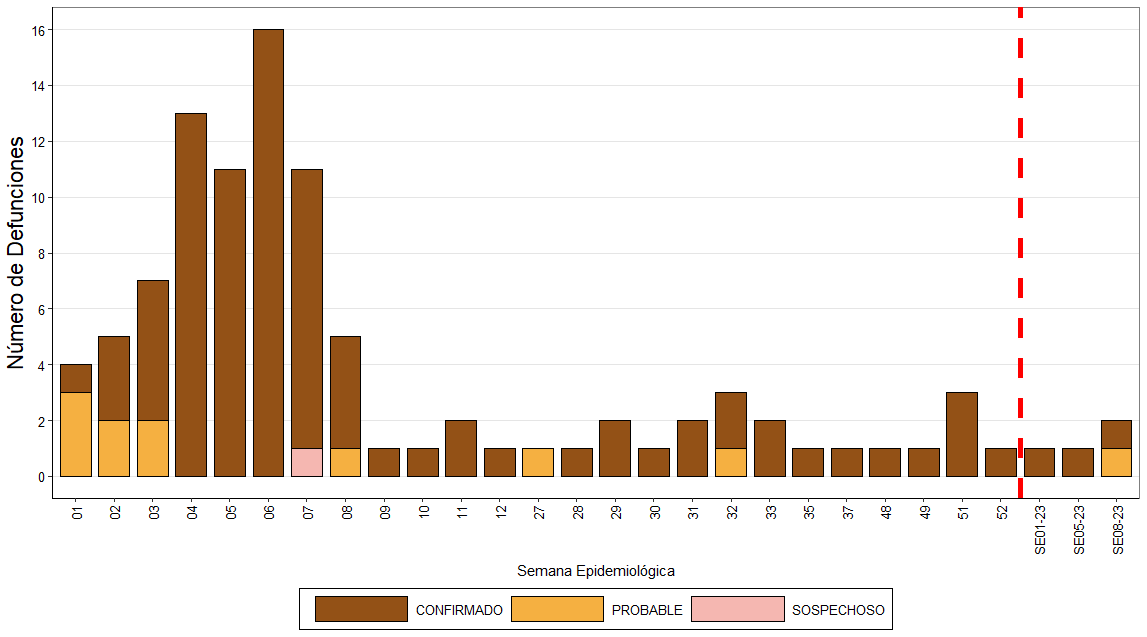 Número de Defunciones
16
14
12
10
8
6
4
2
0
01 02 03 04 05 06 07 08 09 10 11 12 27 28 29 30 31 32 33 35 37 48 49 51 52 SE01-23 SE05-23 SE08-23
Semana Epidemiológica
CONFIRMADO PROBABLE SOSPECHOSO